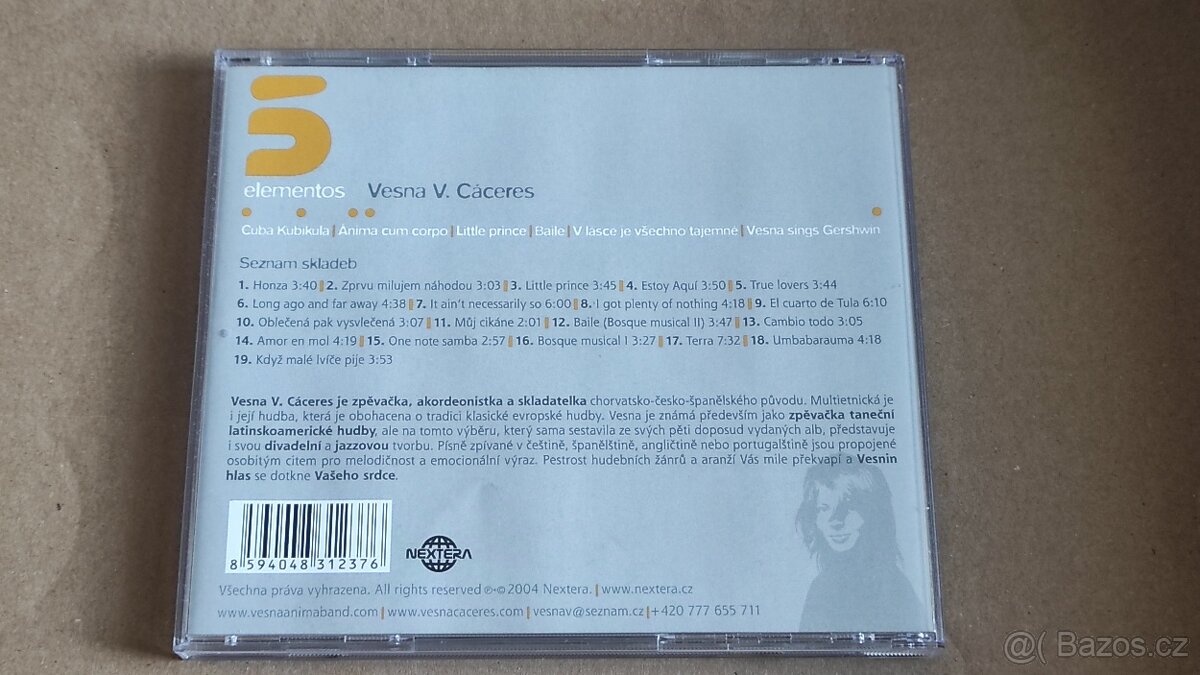 5
elementos Vesna V. Cáceres
Cuba Kubikula | Ánima cum corpo | Little prince | Baile | V lásce je všechno tajemné | Vesna sings Gershwin
Seznam skladeb
1. Honza 3:40 | 2. Zprvu milujem náhodou 3:03 | 3. Little prince 3:45 | 4. Estoy Aquí 3:50 | 5. True lovers 3:44
6. Long ago and far away 4:38 | 7. It ain't necessarily so 6:00 | 8. I got plenty of nothing 4:18 | 9. El cuarto de Tula 6:10
10. Oblečená pak vysvlečená 3:07 | 11. Můj cikáne 2:01 | 12. Baile (Bosque musical II) 3:47 | 13. Cambio todo 3:05
14. Amor en mol 4:19 | 15. One note samba 2:57 | 16. Bosque musical I 3:27 | 17. Terra 7:32 | 18. Umbabarauma 4:18
19. Když malé lvíče pije 3:53
Vesna V. Cáceres je zpěvačka, akordeonistka a skladatelka chorvatsko-česko-španělského původu. Multietnická je
i její hudba, která je obohacena o tradici klasické evropské hudby. Vesna je známá především jako zpěvačka taneční
latinskoamerické hudby, ale na tomto výběru, který sama sestavila ze svých pěti doposud vydaných alb, představuje
i svou divadelní a jazzovou tvorbu. Písně zpívané v češtině, španělštině, angličtině nebo portugalštině jsou propojené
osobitým citem pro melodičnost a emocionální výraz. Pestrost hudebních žánrů a aranží Vás mile překvapí a Vesnin
hlas se dotkne Vašeho srdce.
8 594048 312376
NEXTERA
Všechna práva vyhrazena. All rights reserved ℗+© 2004 Nextera. | www.nextera.cz
www.vesnaanimaband.com | www.vesnacaceres.com | vesnav@seznam.cz | +420 777 655 711
Bazos.cz